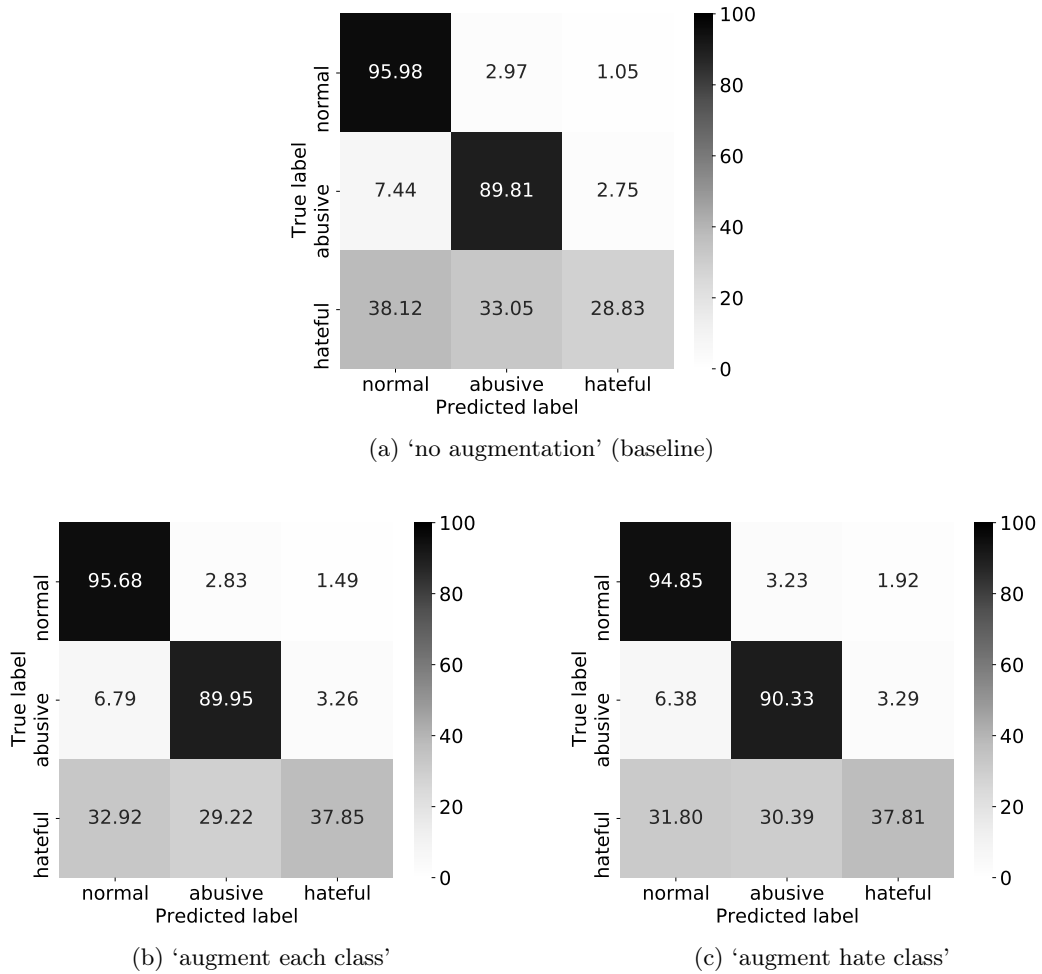 100
80
60
40
20
0
True label
normal
abusive
hateful
95.98 2.97 1.05
7.44 89.81 2.75
38.12 33.05 28.83
normal abusive hateful
Predicted label
(a) ‘no augmentation’ (baseline)
100
80
60
40
20
0
True label
normal
abusive
hateful
95.68 2.83 1.49
6.79 89.95 3.26
32.92 29.22 37.85
normal abusive hateful
Predicted label
(b) ‘augment each class’
100
80
60
40
20
0
True label
normal
abusive
hateful
94.85 3.23 1.92
6.38 90.33 3.29
31.80 30.39 37.81
normal abusive hateful
Predicted label
(c) ‘augment hate class’